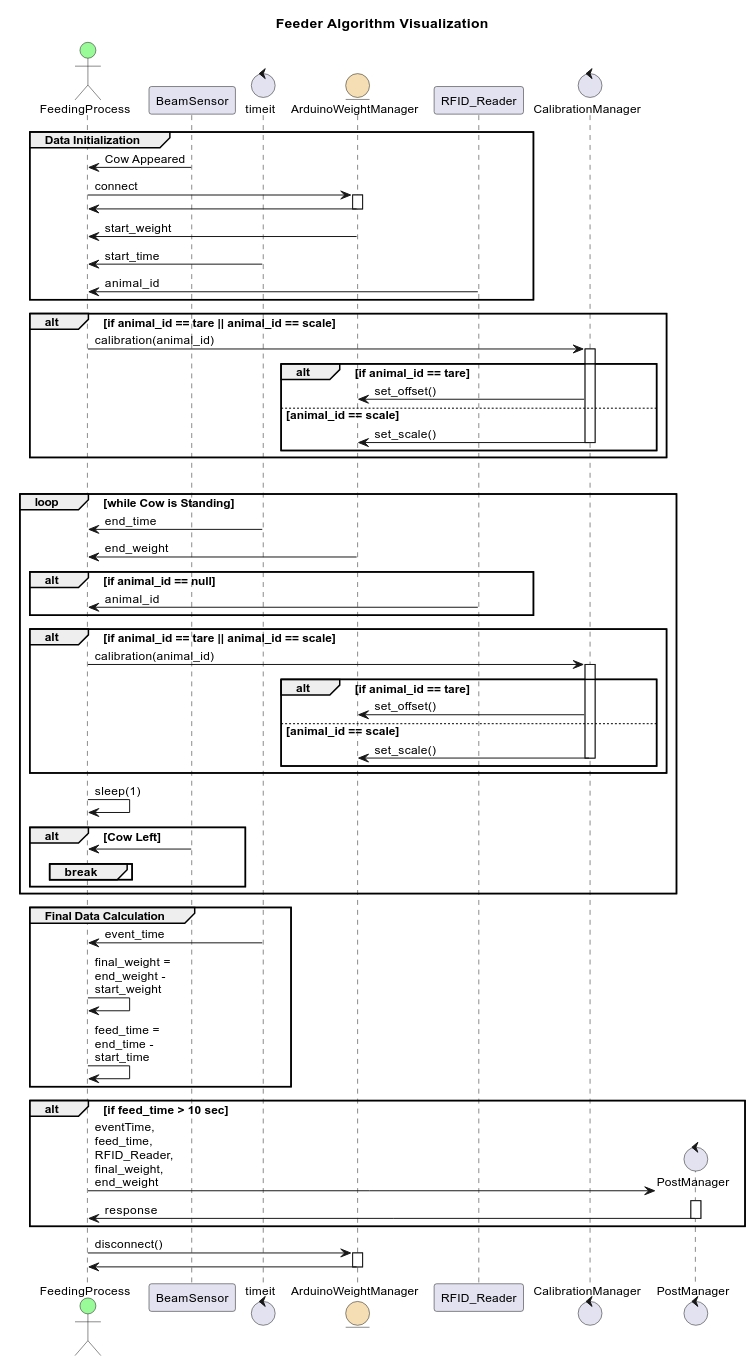 Feeder Algorithm Visualization
FeedingProcess
BeamSensor
timeit
ArduinoWeightManager
RFID_Reader
CalibrationManager
Data Initialization
Cow Appeared
connect
start_weight
start_time
animal_id
alt
[if animal_id == tare || animal_id == scale]
calibration(animal_id)
alt
[if animal_id == tare]
set_offset()
[animal_id == scale]
set_scale()
loop
[while Cow is Standing]
end_time
end_weight
alt
[if animal_id == null]
animal_id
alt
[if animal_id == tare || animal_id == scale]
calibration(animal_id)
alt
[if animal_id == tare]
set_offset()
[animal_id == scale]
set_scale()
sleep(1)
alt
[Cow Left]
break
Final Data Calculation
event_time
final_weight =
end_weight -
start_weight
feed_time =
end_time -
start_time
alt
[if feed_time > 10 sec]
eventTime,
feed_time,
RFID_Reader,
final_weight,
end_weight
PostManager
response
disconnect()
FeedingProcess
BeamSensor
timeit
ArduinoWeightManager
RFID_Reader
CalibrationManager
PostManager